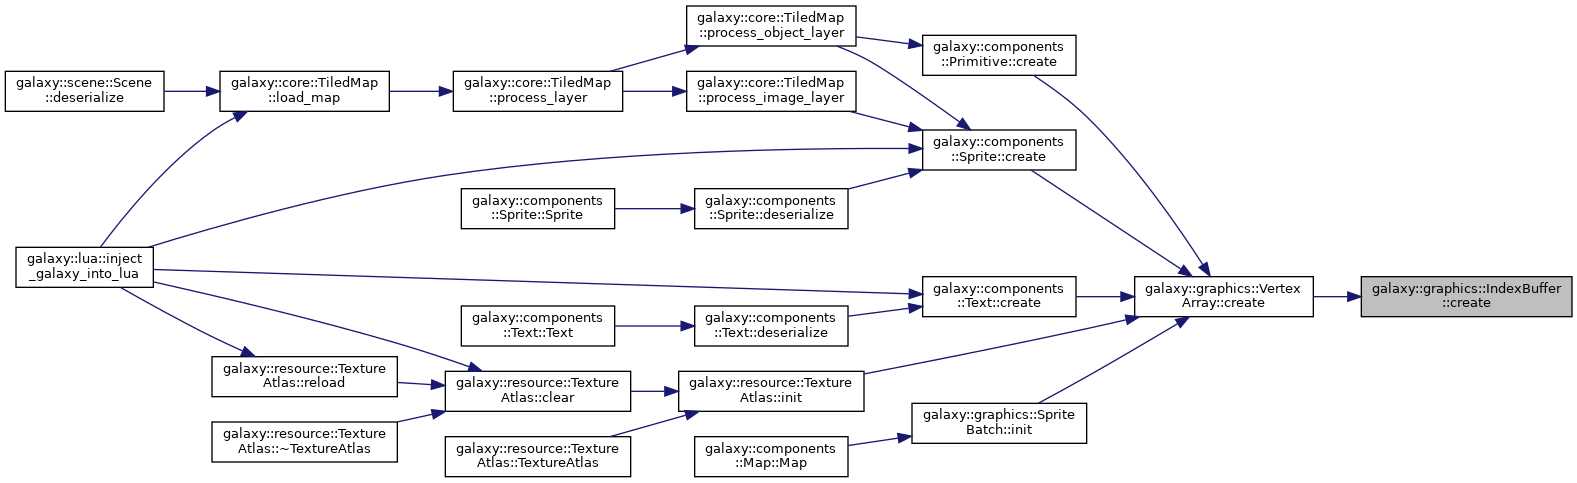 galaxy::core::TiledMap
::process_object_layer
galaxy::components
::Primitive::create
galaxy::scene::Scene
::deserialize
galaxy::core::TiledMap
::load_map
galaxy::core::TiledMap
::process_layer
galaxy::core::TiledMap
::process_image_layer
galaxy::components
::Sprite::create
galaxy::components
::Sprite::Sprite
galaxy::components
::Sprite::deserialize
galaxy::lua::inject
_galaxy_into_lua
galaxy::components
::Text::create
galaxy::graphics::Vertex
Array::create
galaxy::graphics::IndexBuffer
::create
galaxy::components
::Text::Text
galaxy::components
::Text::deserialize
galaxy::resource::Texture
Atlas::reload
galaxy::resource::Texture
Atlas::clear
galaxy::resource::Texture
Atlas::init
galaxy::graphics::Sprite
Batch::init
galaxy::resource::Texture
Atlas::~TextureAtlas
galaxy::resource::Texture
Atlas::TextureAtlas
galaxy::components
::Map::Map